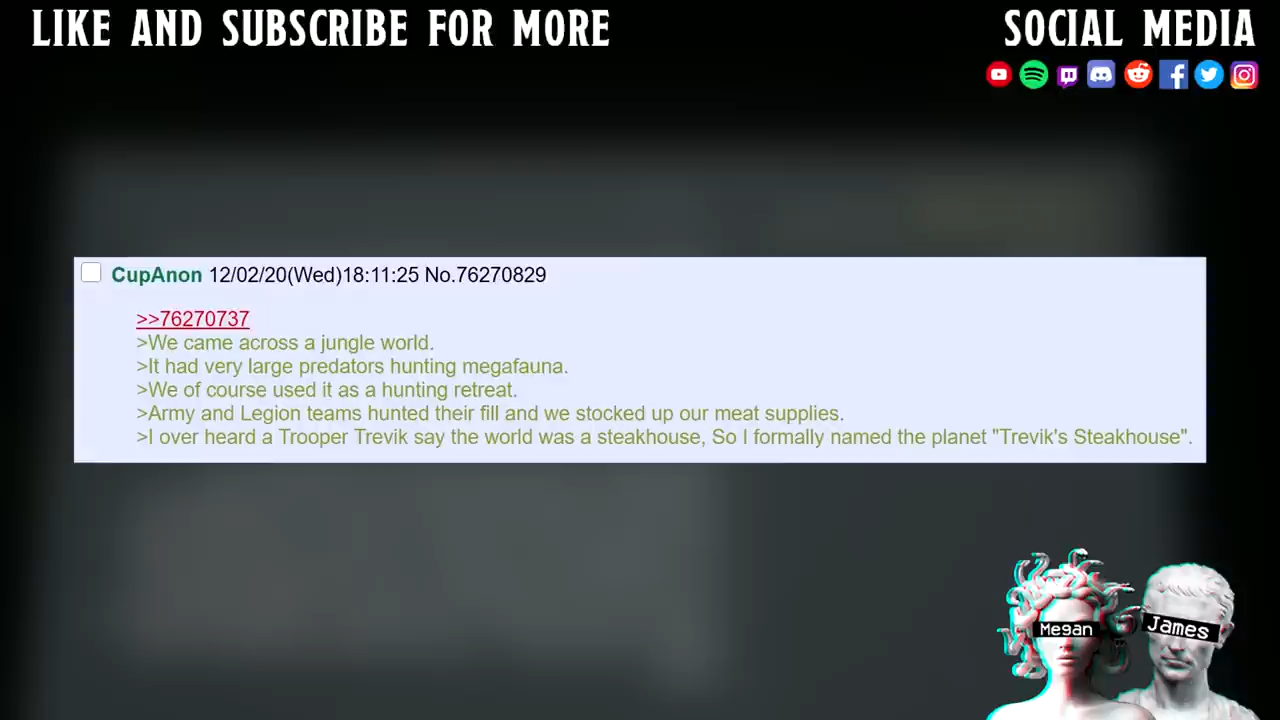 LIKE AND SUBSCRIBE FOR MORE
SOCIAL MEDIA
CupAnon 12/02/20(Wed)18:11:25 No.76270829
>>76270737
>We came across a jungle world.
>It had very large predators hunting megafauna.
>We of course used it as a hunting retreat.
>Army and Legion teams hunted their fill and we stocked up our meat supplies.
>I over heard a Trooper Trevik say the world was a steakhouse, So I formally named the planet "Trevik's Steakhouse".
Megan
James